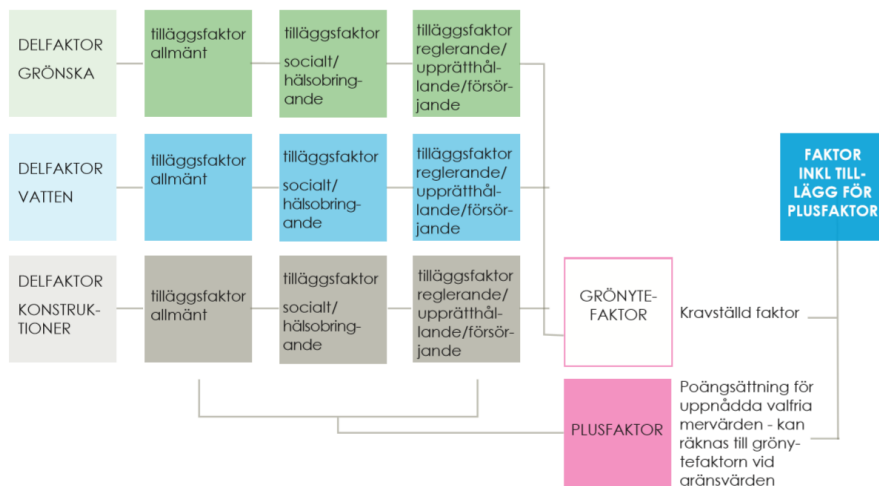 DELFAKTOR
GRÖNSKA
tilläggsfaktor
allmänt
tilläggsfaktor
socialt/
hälsobring-
ande
tilläggsfaktor
reglerande/
upprätthål-
lande/försör-
jande
DELFAKTOR
VATTEN
tilläggsfaktor
allmänt
tilläggsfaktor
socialt/
hälsobring-
ande
tilläggsfaktor
reglerande/
upprätthål-
lande/försör-
jande
FAKTOR
INKL TILL-
LÄGG FÖR
PLUSFAKTOR
DELFAKTOR
KONSTRUK-
TIONER
tilläggsfaktor
allmänt
tilläggsfaktor
socialt/
hälsobring-
ande
tilläggsfaktor
reglerande/
upprätthål-
lande/försör-
jande
GRÖNYTE-
FAKTOR
Kravställd faktor
PLUSFAKTOR
Poängsättning för
uppnådda valfria
mervärden - kan
räknas till gröny-
tefaktorn vid
gränsvärden